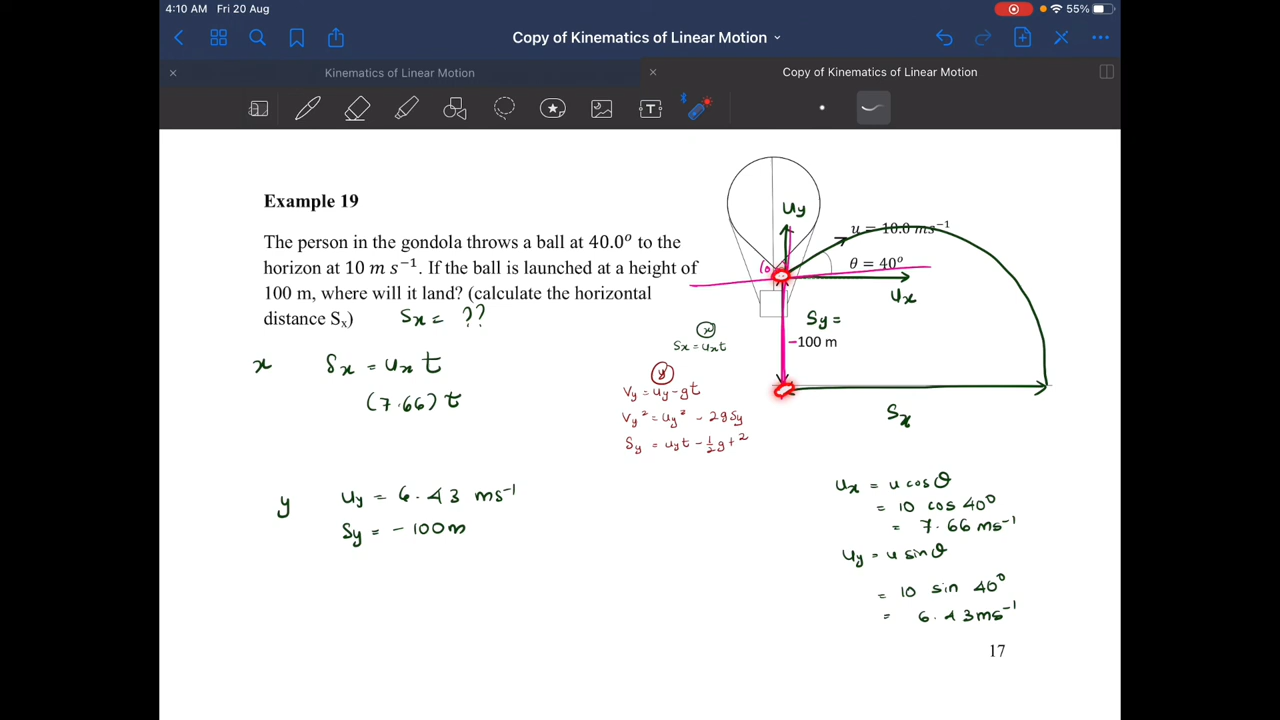 4:10 AM Fri 20 Aug
55%
Copy of Kinematics of Linear Motion
Kinematics of Linear Motion
Copy of Kinematics of Linear Motion
T
Example 19
The person in the gondola throws a ball at 40.0° to the
horizon at 10 m s⁻¹. If the ball is launched at a height of
100 m, where will it land? (calculate the horizontal
distance Sₓ)
Sx = ??
x Sx = ux t
(7.66) t
y uy = 6.43 ms⁻¹
Sy = - 100m
x
Sx = uxt
y
Vy = uy - gt
Vy² = uy² - 2gSy
Sy = uyt - ½gt²
uy
u = 10.0 ms⁻¹
θ = 40°
ux
Sy =
-100 m
Sx
ux = u cosθ
= 10 cos 40°
= 7.66 ms⁻¹
uy = u sinθ
= 10 sin 40°
= 6.43ms⁻¹
17